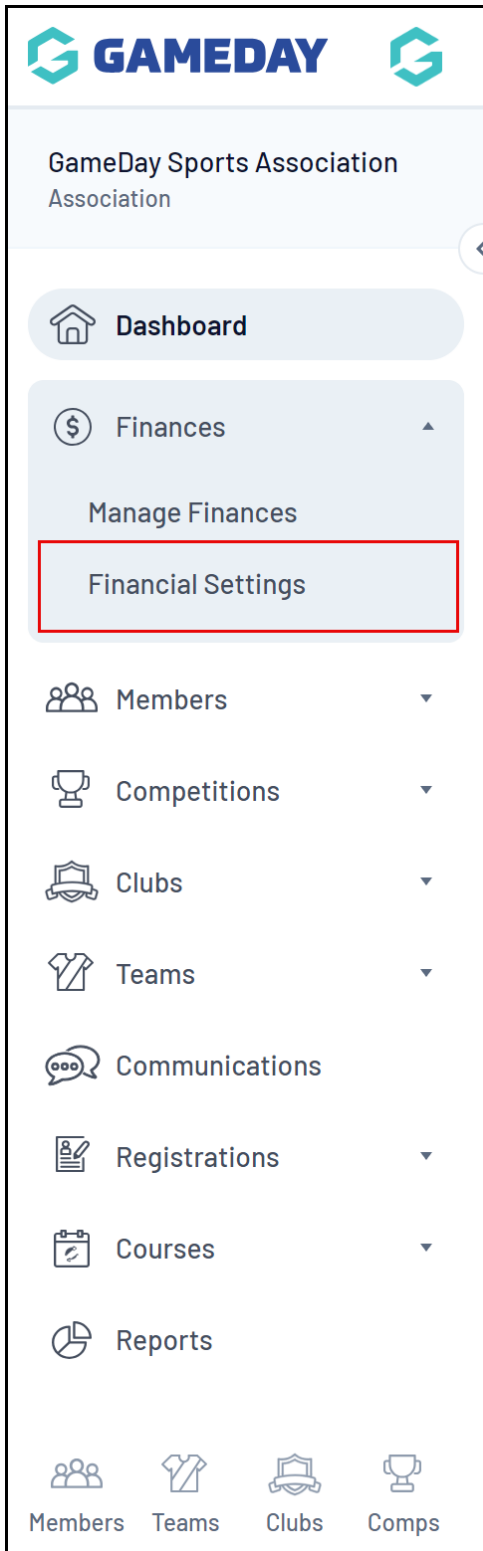 GAMEDAY
GameDay Sports Association
Association
Dashboard
Finances
Manage Finances
Financial Settings
Members
Competitions
Clubs
Teams
Communications
Registrations
Courses
Reports
Members Teams Clubs Comps